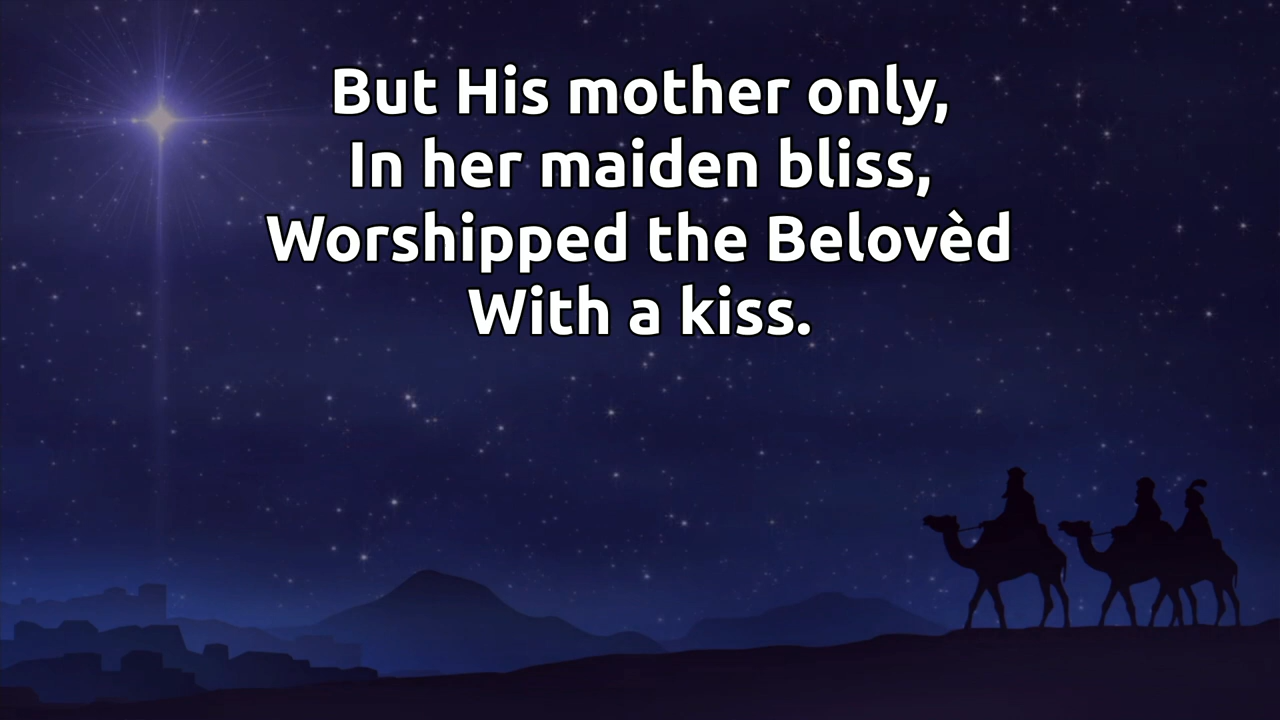 But His mother only,
In her maiden bliss,
Worshipped the Belovèd
With a kiss.